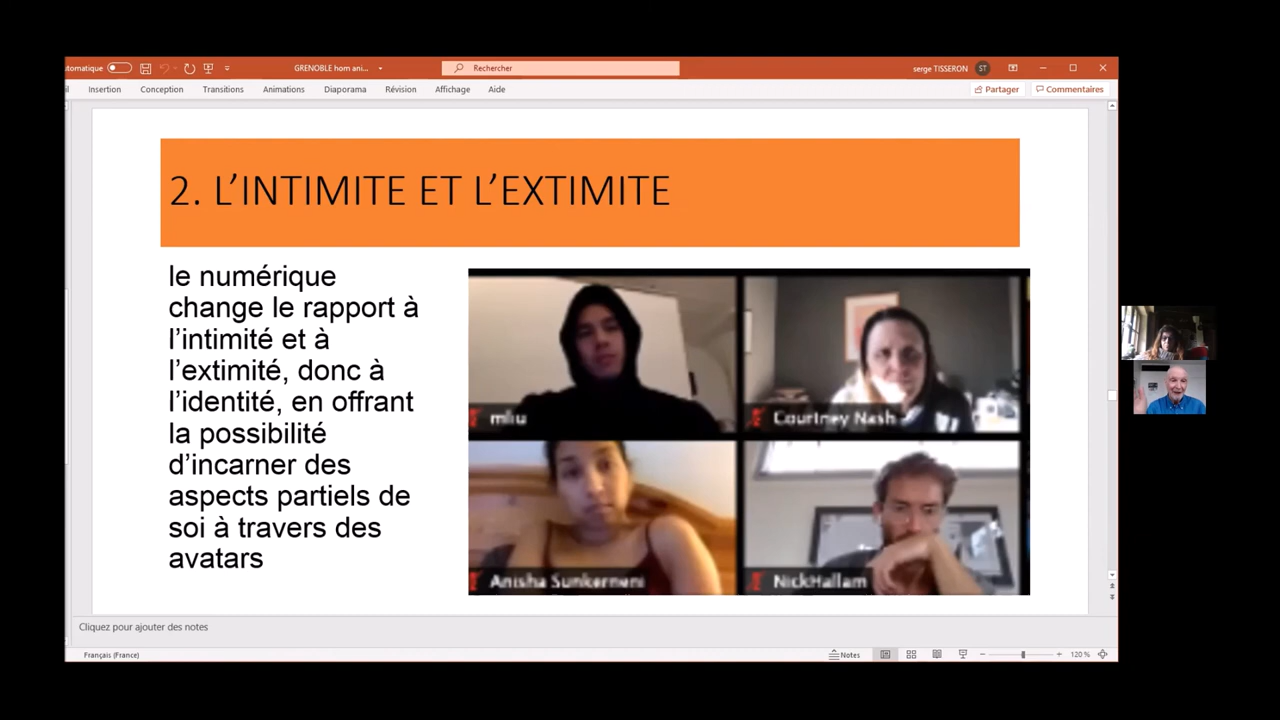 automatique
GRENOBLE hom ani...
Rechercher
serge TISSERON
ST
Insertion Conception Transitions Animations Diaporama Révision Affichage Aide
Partager
Commentaires
2. L’INTIMITE ET L’EXTIMITE
le numérique
change le rapport à
l’intimité et à
l’extimité, donc à
l’identité, en offrant
la possibilité
d’incarner des
aspects partiels de
soi à travers des
avatars
mliu
Courtney Nash
Anisha Sunkerneni
NickHallam
Cliquez pour ajouter des notes
Français (France)
Notes
120 %